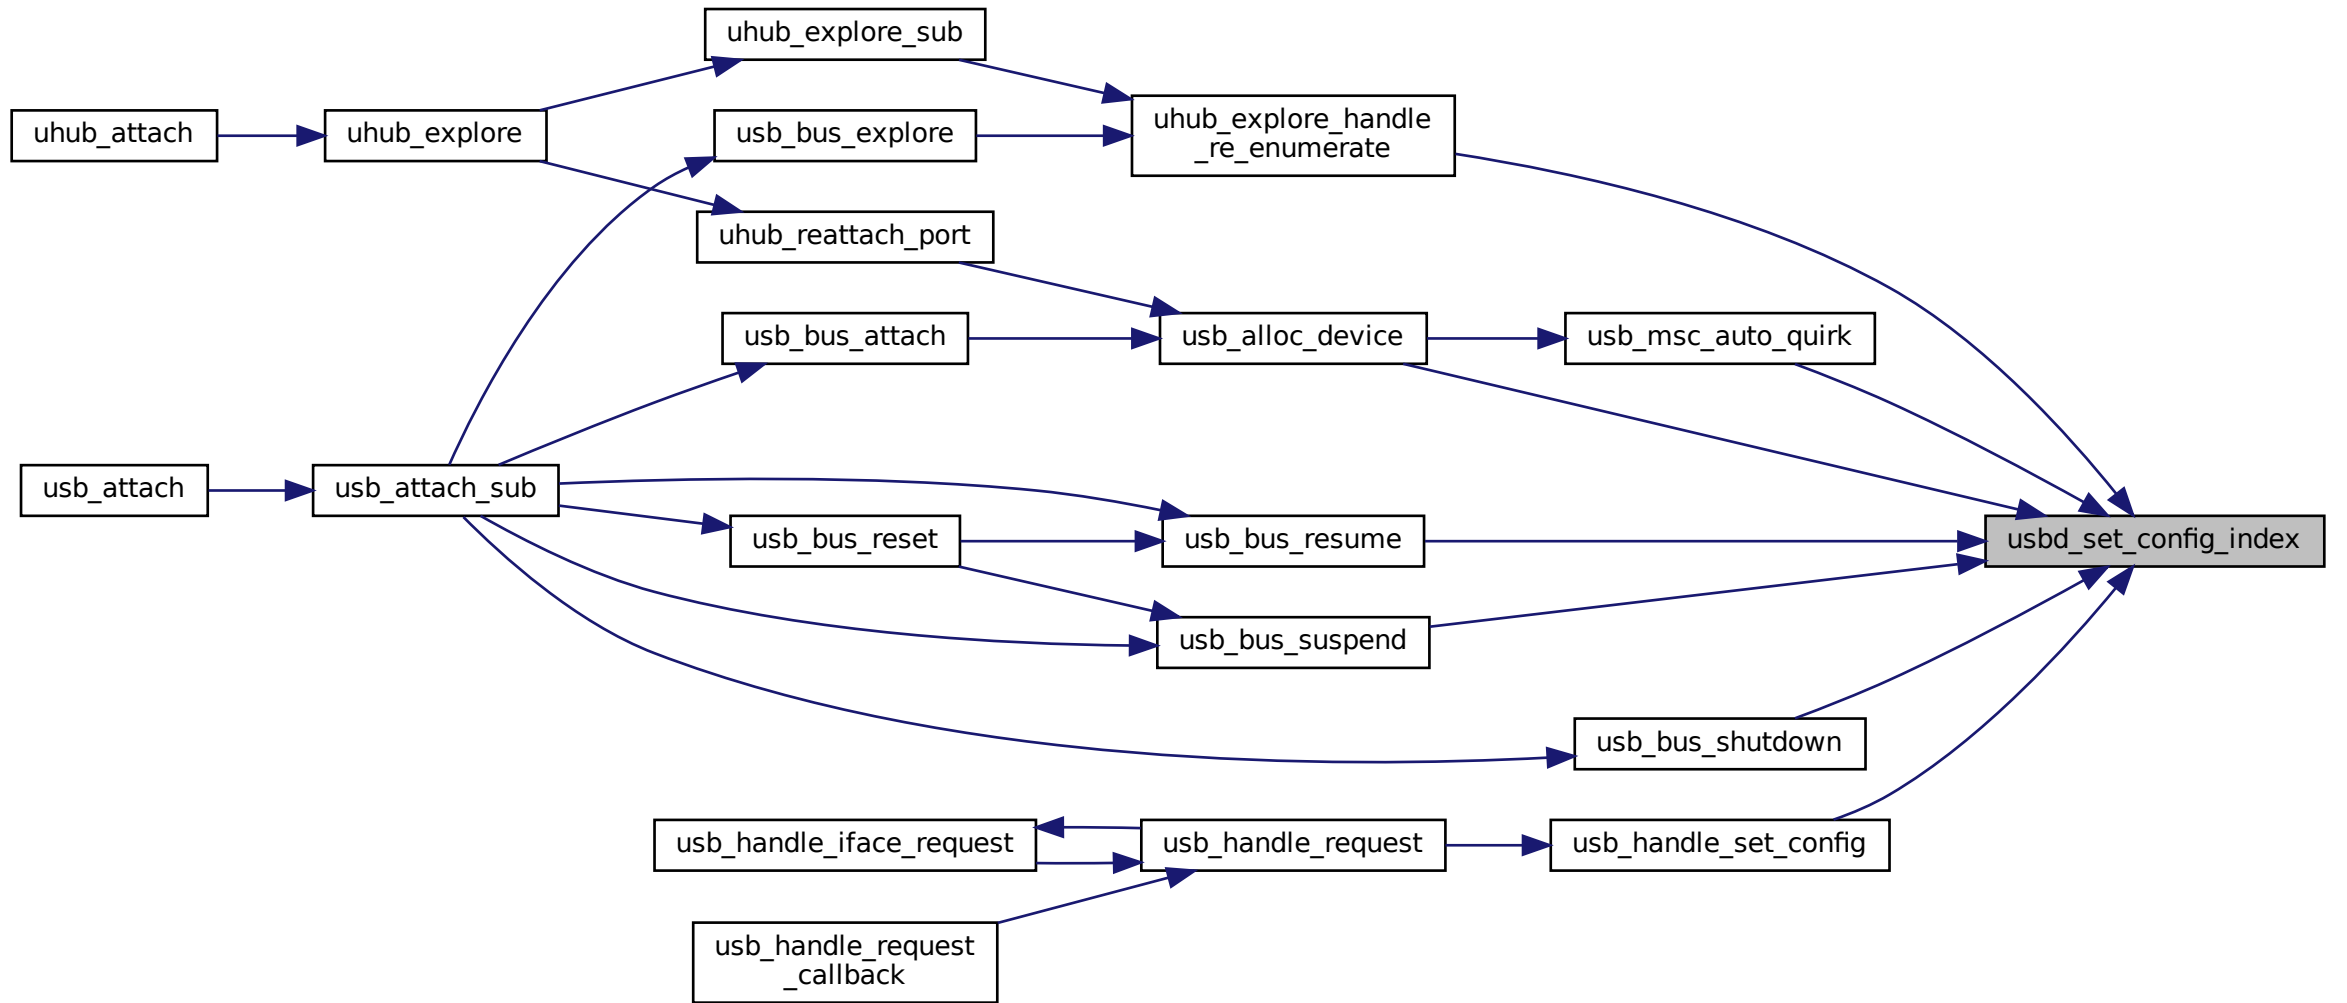 uhub_explore_sub
uhub_attach
uhub_explore
usb_bus_explore
uhub_explore_handle
_re_enumerate
uhub_reattach_port
usb_bus_attach
usb_alloc_device
usb_msc_auto_quirk
usb_attach
usb_attach_sub
usb_bus_reset
usb_bus_resume
usbd_set_config_index
usb_bus_suspend
usb_bus_shutdown
usb_handle_iface_request
usb_handle_request
usb_handle_set_config
usb_handle_request
_callback